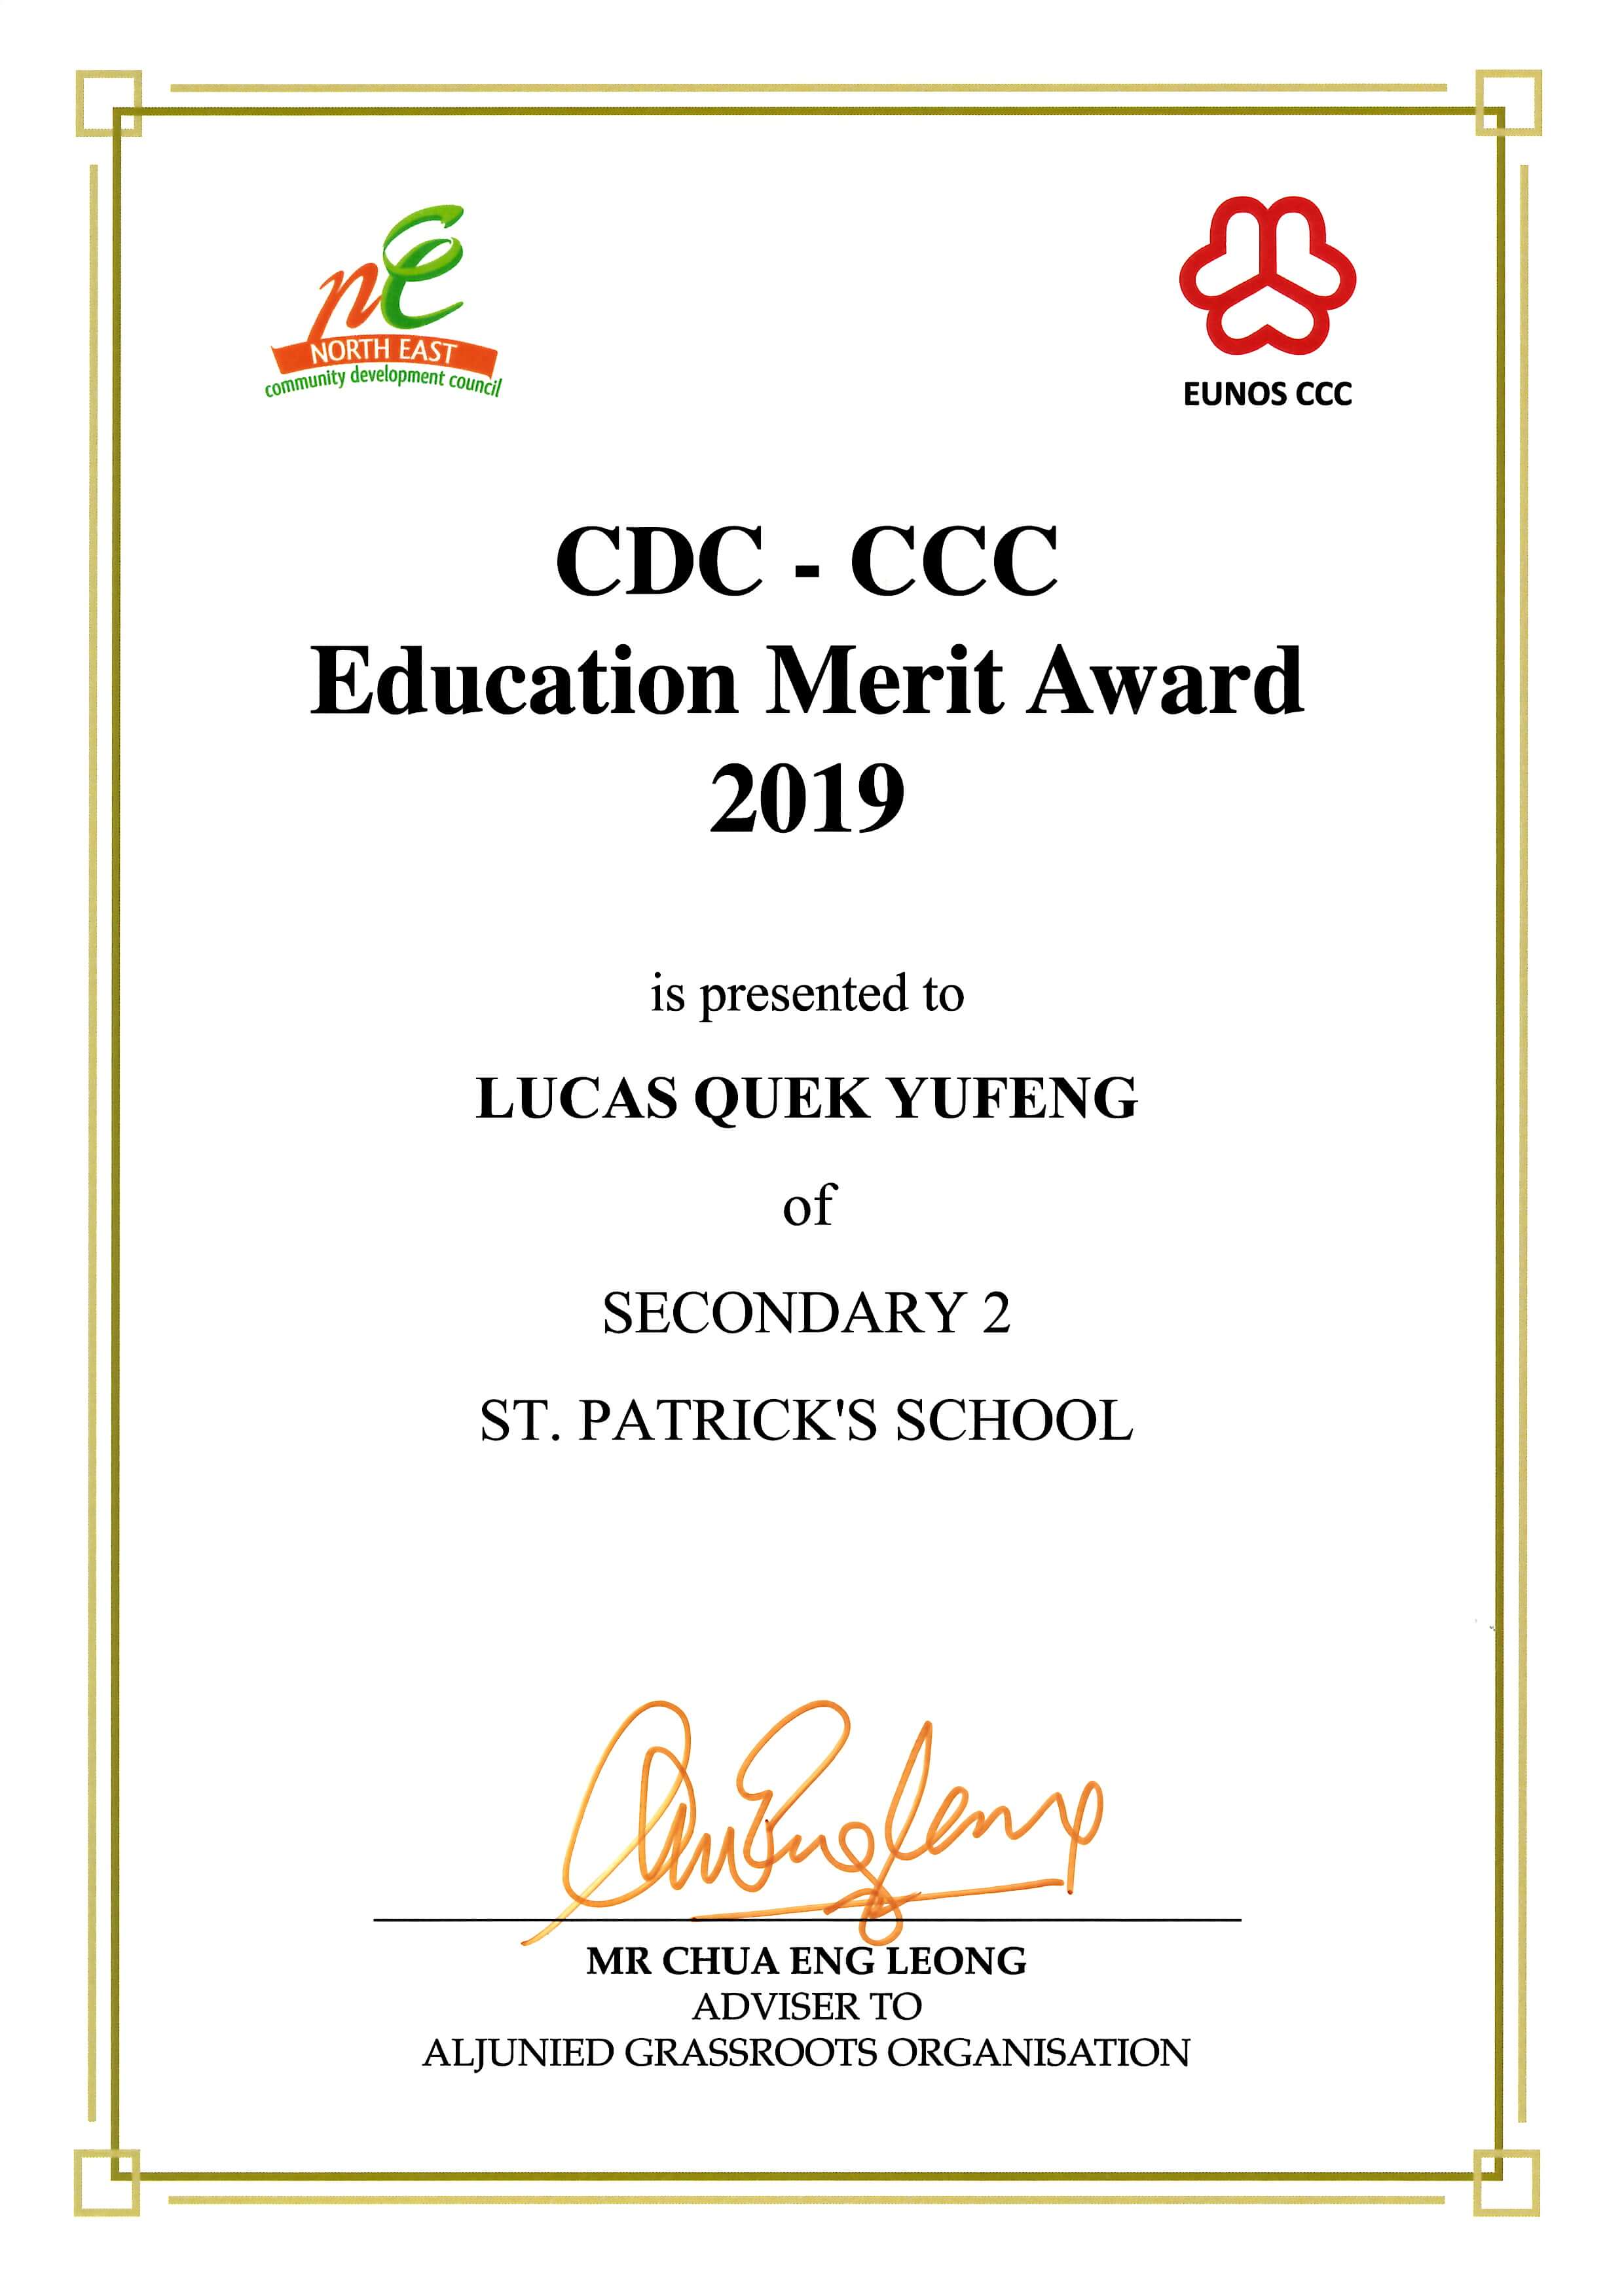 NE
NORTH EAST
community development council
EUNOS CCC
CDC - CCC
Education Merit Award
2019
is presented to
LUCAS QUEK YUFENG
of
SECONDARY 2
ST. PATRICK'S SCHOOL
MR CHUA ENG LEONG
ADVISER TO
ALJUNIED GRASSROOTS ORGANISATION